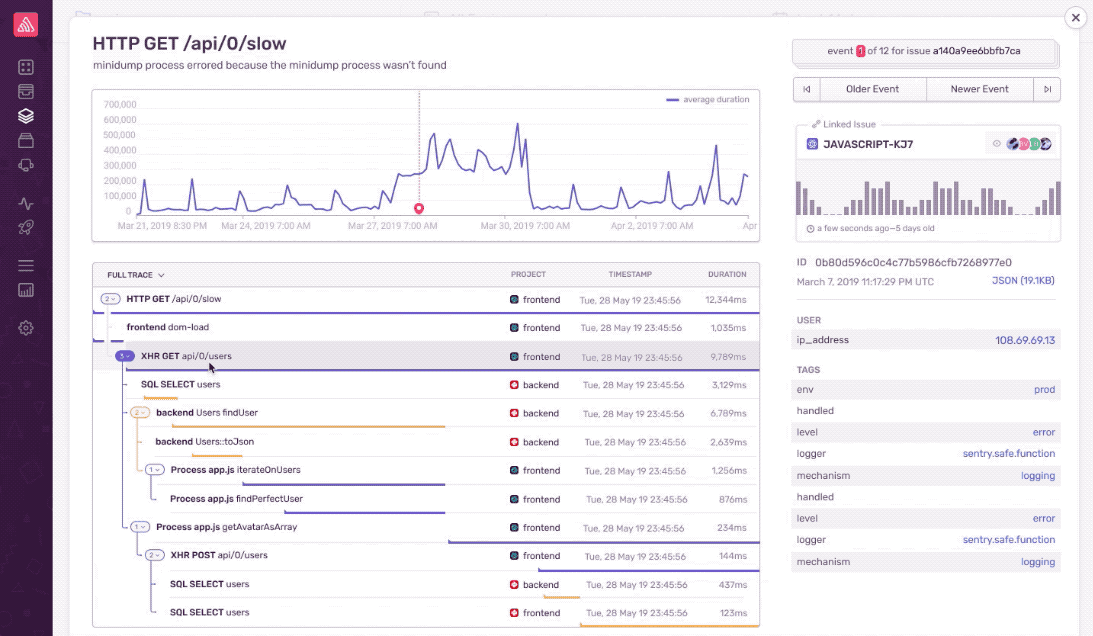 HTTP GET /api/0/slow
minidump process errored because the minidump process wasn't found
average duration
700,000
600,000
500,000
400,000
300,000
200,000
100,000
0
Mar 21, 2019 8:30 PM Mar 24, 2019 7:00 AM Mar 27, 2019 7:00 AM Mar 30, 2019 7:00 AM Apr 2, 2019 7:00 AM Apr
FULL TRACE PROJECT TIMESTAMP DURATION
2 HTTP GET /api/0/slow frontend Tue, 28 May 19 23:45:56 12,344ms
frontend dom-load frontend Tue, 28 May 19 23:45:56 1,035ms
3 XHR GET api/0/users frontend Tue, 28 May 19 23:45:56 9,789ms
SQL SELECT users backend Tue, 28 May 19 23:45:56 3,129ms
2 backend Users findUser backend Tue, 28 May 19 23:45:56 6,789ms
backend Users::toJson backend Tue, 28 May 19 23:45:56 2,639ms
1 Process app.js iterateOnUsers frontend Tue, 28 May 19 23:45:56 1,256ms
Process app.js findPerfectUser frontend Tue, 28 May 19 23:45:56 876ms
1 Process app.js getAvatarAsArray frontend Tue, 28 May 19 23:45:56 234ms
2 XHR POST api/0/users frontend Tue, 28 May 19 23:45:56 144ms
SQL SELECT users backend Tue, 28 May 19 23:45:56 437ms
SQL SELECT users frontend Tue, 28 May 19 23:45:56 123ms
event of 12 for issue a140a9ee6bbfb7ca
Older Event Newer Event
Linked Issue
JAVASCRIPT-KJ7
a few seconds ago—5 days old
ID 0b80d596c0c4c77b5986cfb7268977e0
March 7, 2019 11:17:29 PM UTC JSON (19.1KB)
USER
ip_address 108.69.69.13
TAGS
env prod
handled
level error
logger sentry.safe.function
mechanism logging
handled
level error
logger sentry.safe.function
mechanism logging